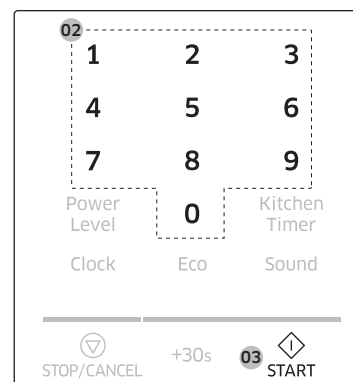 02
1 2 3
4 5 6
7 8 9
Power Level 0 Kitchen Timer
Clock Eco Sound
STOP/CANCEL +30s 03 START